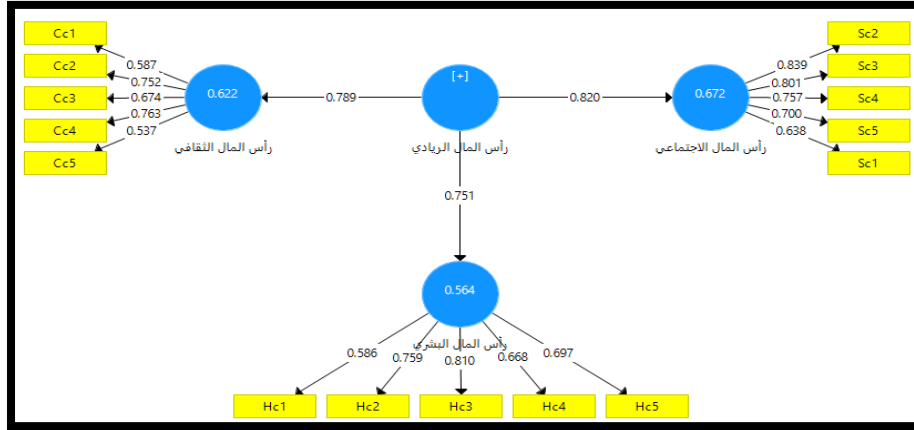 Cc1
Cc2
Cc3
Cc4
Cc5
0.587
0.752
0.674
0.763
0.537
0.622
رأس المال الثقافي
0.789
[+]
رأس المال الريادي
0.820
0.672
رأس المال الاجتماعي
0.839
0.801
0.757
0.700
0.638
Sc2
Sc3
Sc4
Sc5
Sc1
0.751
0.564
رأس المال البشري
0.586
0.759
0.810
0.668
0.697
Hc1
Hc2
Hc3
Hc4
Hc5